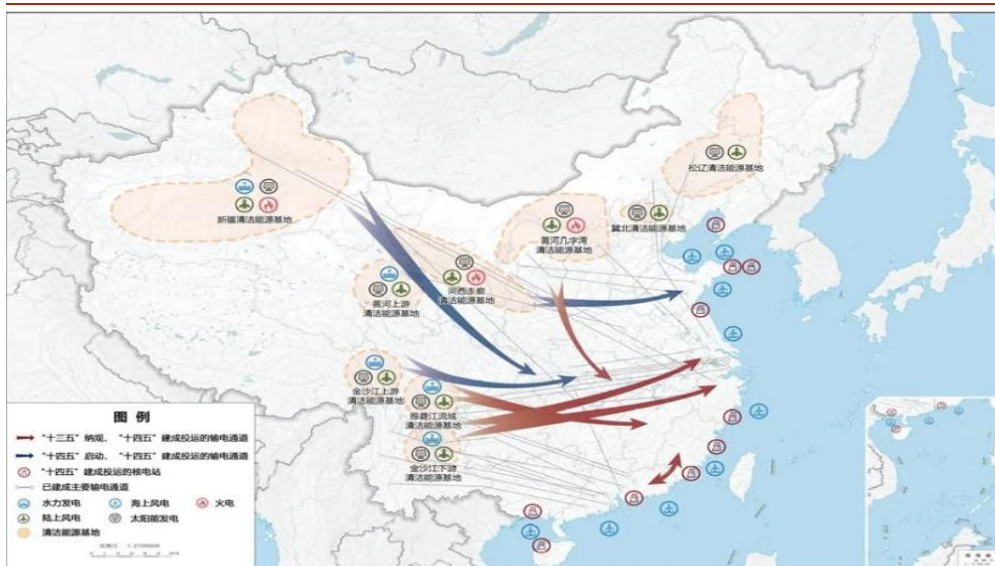 松辽清洁能源基地
新疆清洁能源基地
冀北清洁能源基地
黄河几字湾
清洁能源基地
河西走廊
清洁能源基地
黄河上游
清洁能源基地
金沙江上游
清洁能源基地
雅砻江流域
清洁能源基地
金沙江下游
清洁能源基地
图 例
“十三五”纳规、“十四五”建成投运的输电通道
“十四五”启动、“十四五”建成投运的输电通道
“十四五”建成投运的核电站
已建成主要输电通道
水力发电 海上风电 火电
陆上风电 太阳能发电
清洁能源基地